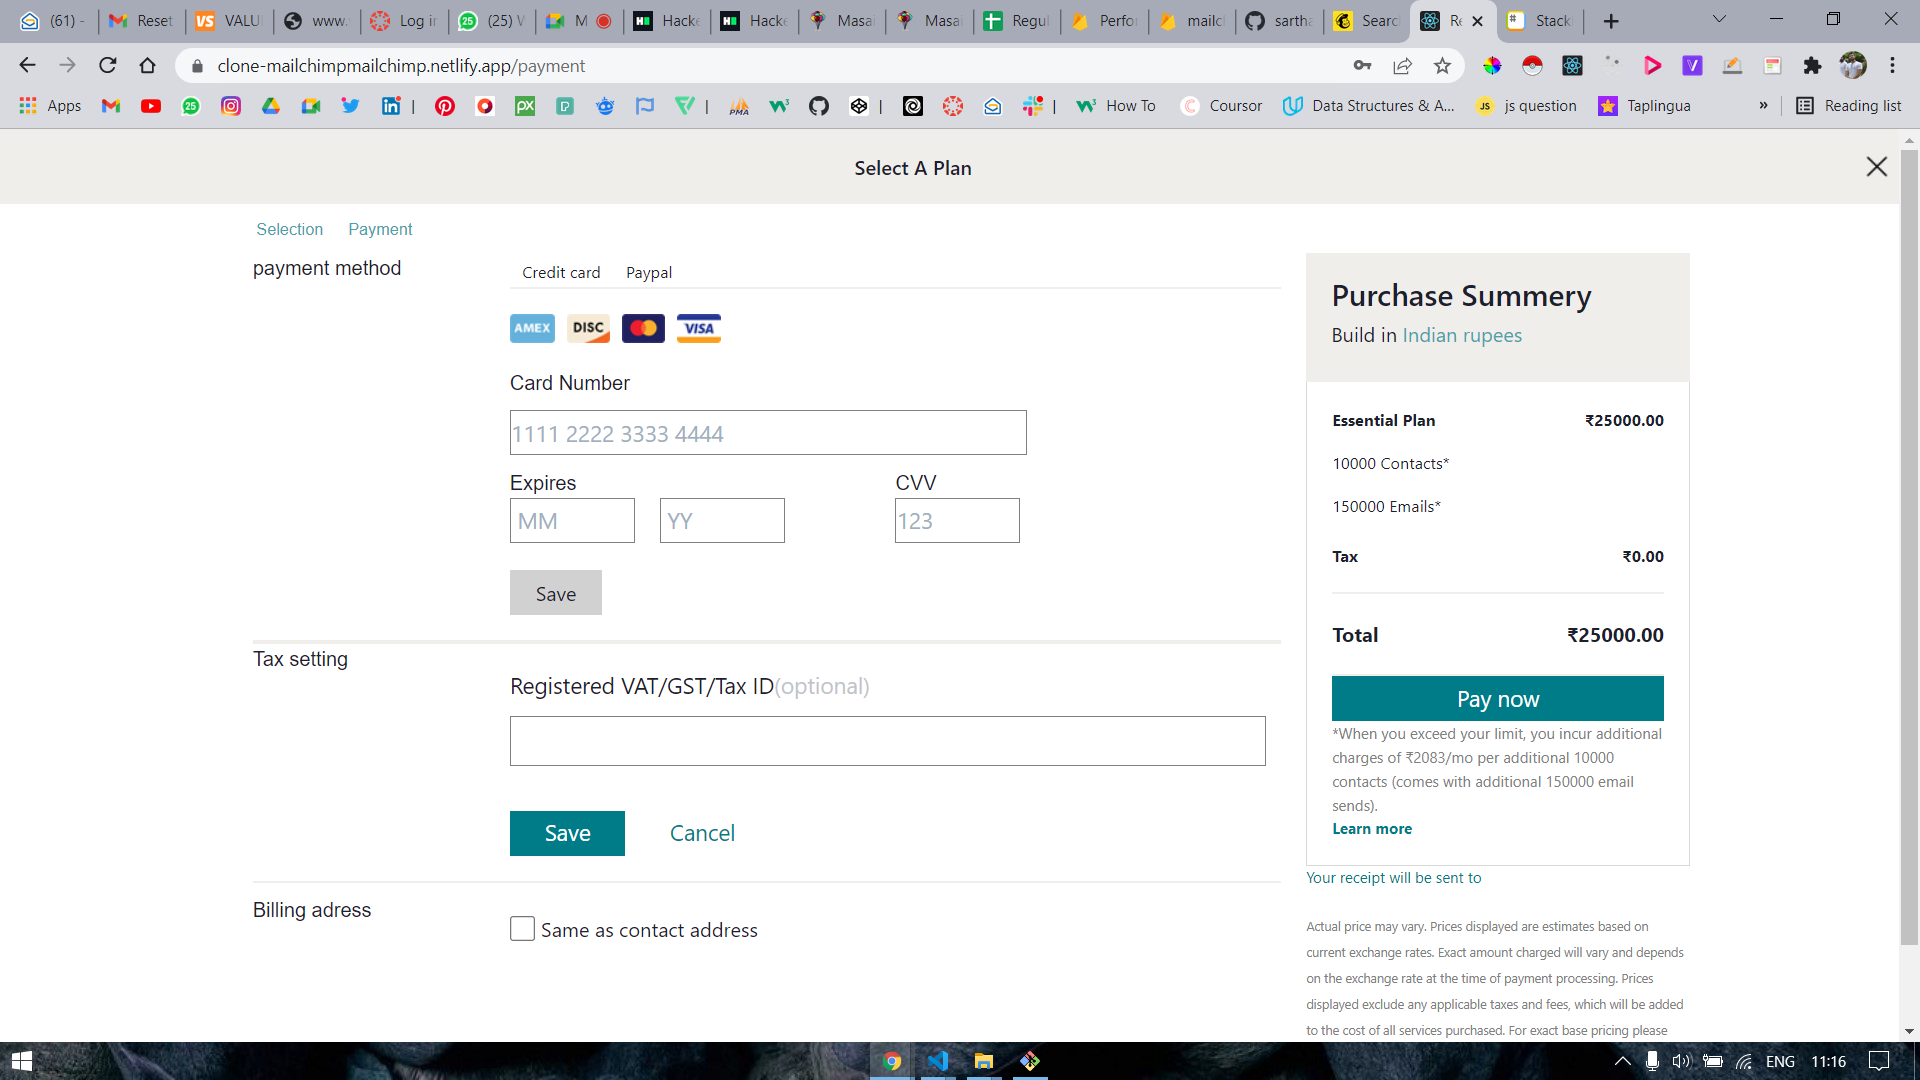 (61) -
Reset
VALU
www.
Log in
(25) W
M
Hacke
Hacke
Masai
Masai
Regul
Perfor
mailch
sartha
Searc
Re
Stack
clone-mailchimpmailchimp.netlify.app/payment
Apps
How To
Coursor
Data Structures & A...
JS
js question
Taplingua
»
Reading list
Select A Plan
Selection
Payment
payment method
Credit card
Paypal
AMEX
DISC
VISA
Card Number
1111 2222 3333 4444
Expires
CVV
MM
YY
123
Save
Tax setting
Registered VAT/GST/Tax ID(optional)
Save
Cancel
Billing adress
Same as contact address
Purchase Summery
Build in Indian rupees
Essential Plan
₹25000.00
10000 Contacts*
150000 Emails*
Tax
₹0.00
Total
₹25000.00
Pay now
*When you exceed your limit, you incur additional
charges of ₹2083/mo per additional 10000
contacts (comes with additional 150000 email
sends).
Learn more
Your receipt will be sent to
Actual price may vary. Prices displayed are estimates based on
current exchange rates. Exact amount charged will vary and depends
on the exchange rate at the time of payment processing. Prices
displayed exclude any applicable taxes and fees, which will be added
to the cost of all services purchased. For exact base pricing please
ENG
11:16